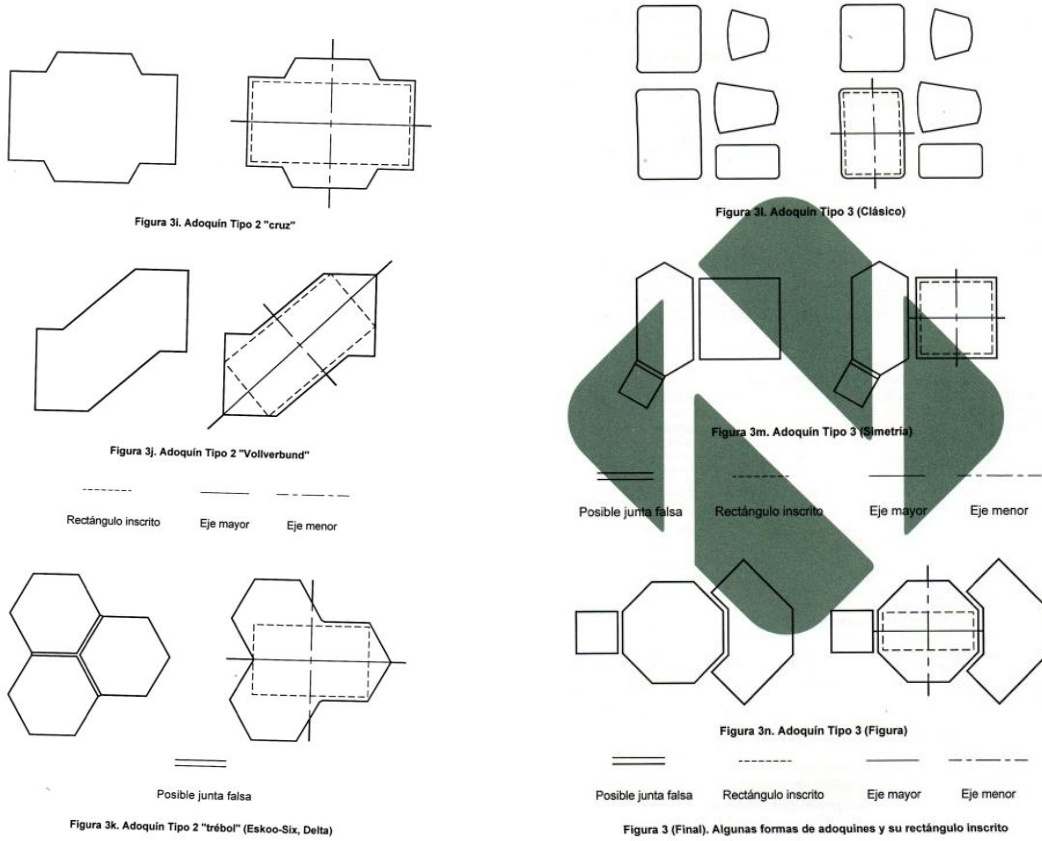 Figura 3i. Adoquín Tipo 2 "cruz"
Figura 3j. Adoquín Tipo 2 "Vollverbund"
Rectángulo inscrito Eje mayor Eje menor
Posible junta falsa
Figura 3k. Adoquín Tipo 2 "trébol" (Eskoo-Six, Delta)
Figura 3l. Adoquín Tipo 3 (Clásico)
Figura 3m. Adoquín Tipo 3 (Simetría)
Posible junta falsa Rectángulo inscrito Eje mayor Eje menor
Figura 3n. Adoquín Tipo 3 (Figura)
Posible junta falsa Rectángulo inscrito Eje mayor Eje menor
Figura 3 (Final). Algunas formas de adoquines y su rectángulo inscrito